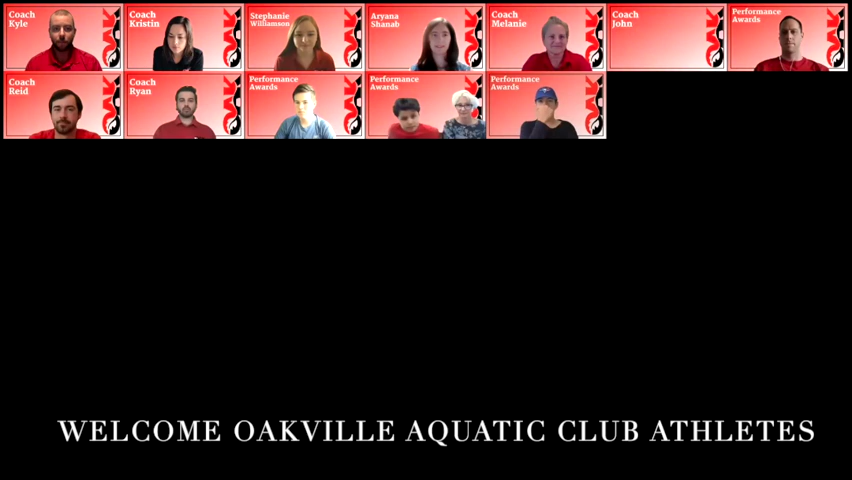 Coach
Kyle
Coach
Kristin
Stephanie
Williamson
Aryana
Shanab
Coach
Melanie
Coach
John
Performance
Awards
Coach
Reid
Coach
Ryan
Performance
Awards
Performance
Awards
Performance
Awards
WELCOME OAKVILLE AQUATIC CLUB ATHLETES